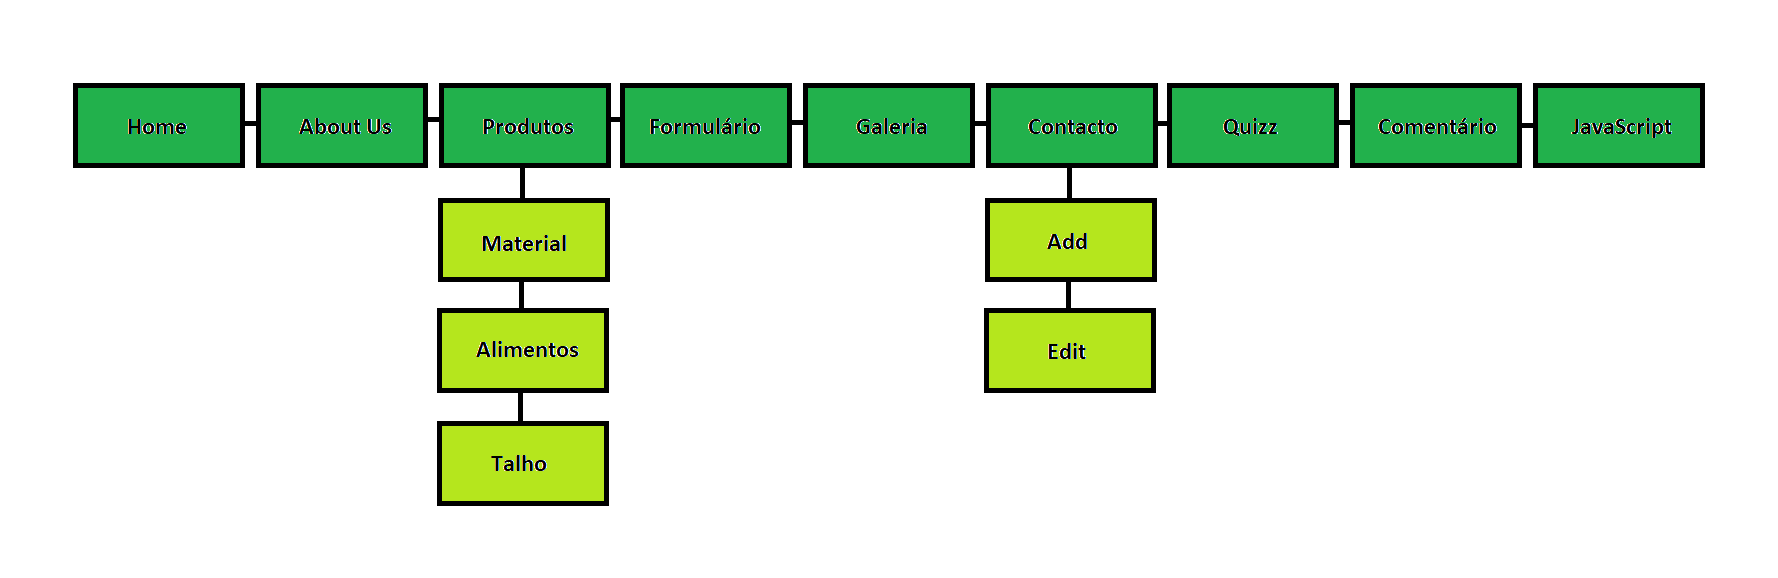 Home
About Us
Produtos
Formulário
Galeria
Contacto
Quizz
Comentário
JavaScript
Material
Add
Alimentos
Edit
Talho